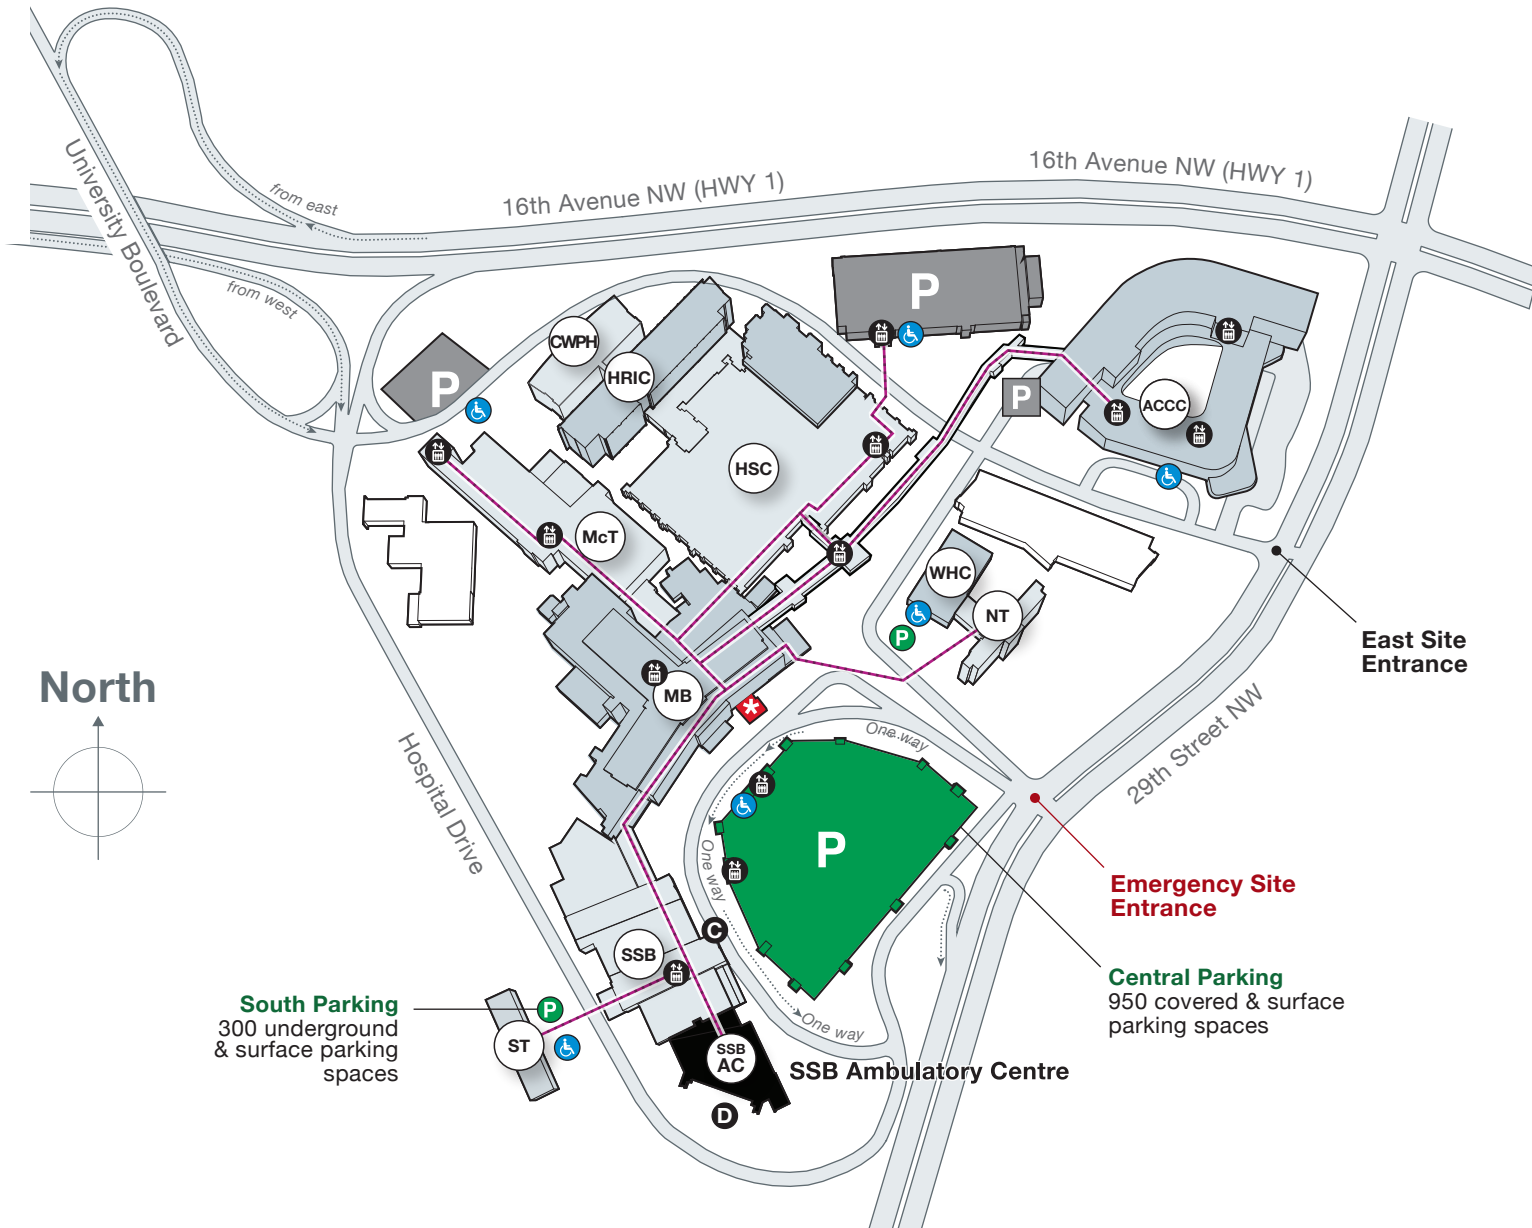 16th Avenue NW (HWY 1)
16th Avenue NW (HWY 1)
University Boulevard
from east
from west
P
P
P
CWPH
HRIC
HSC
ACCC
McT
WHC
NT
P
MB
*
East Site
Entrance
North
Hospital Drive
29th Street NW
One way
One way
One way
P
Emergency Site
Entrance
C
SSB
Central Parking
950 covered & surface
parking spaces
South Parking
300 underground
& surface parking
spaces
P
ST
SSB
AC
SSB Ambulatory Centre
D